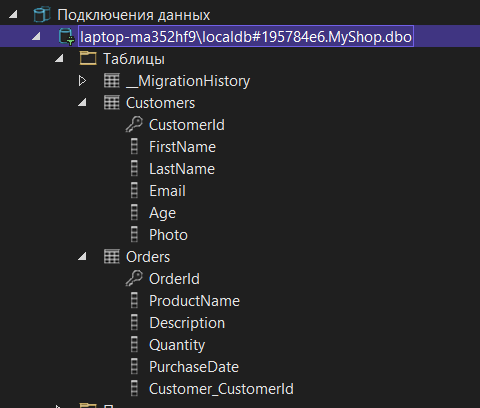 Подключения данных
laptop-ma352hf9\localdb#195784e6.MyShop.dbo
Таблицы
__MigrationHistory
Customers
CustomerId
FirstName
LastName
Email
Age
Photo
Orders
OrderId
ProductName
Description
Quantity
PurchaseDate
Customer_CustomerId